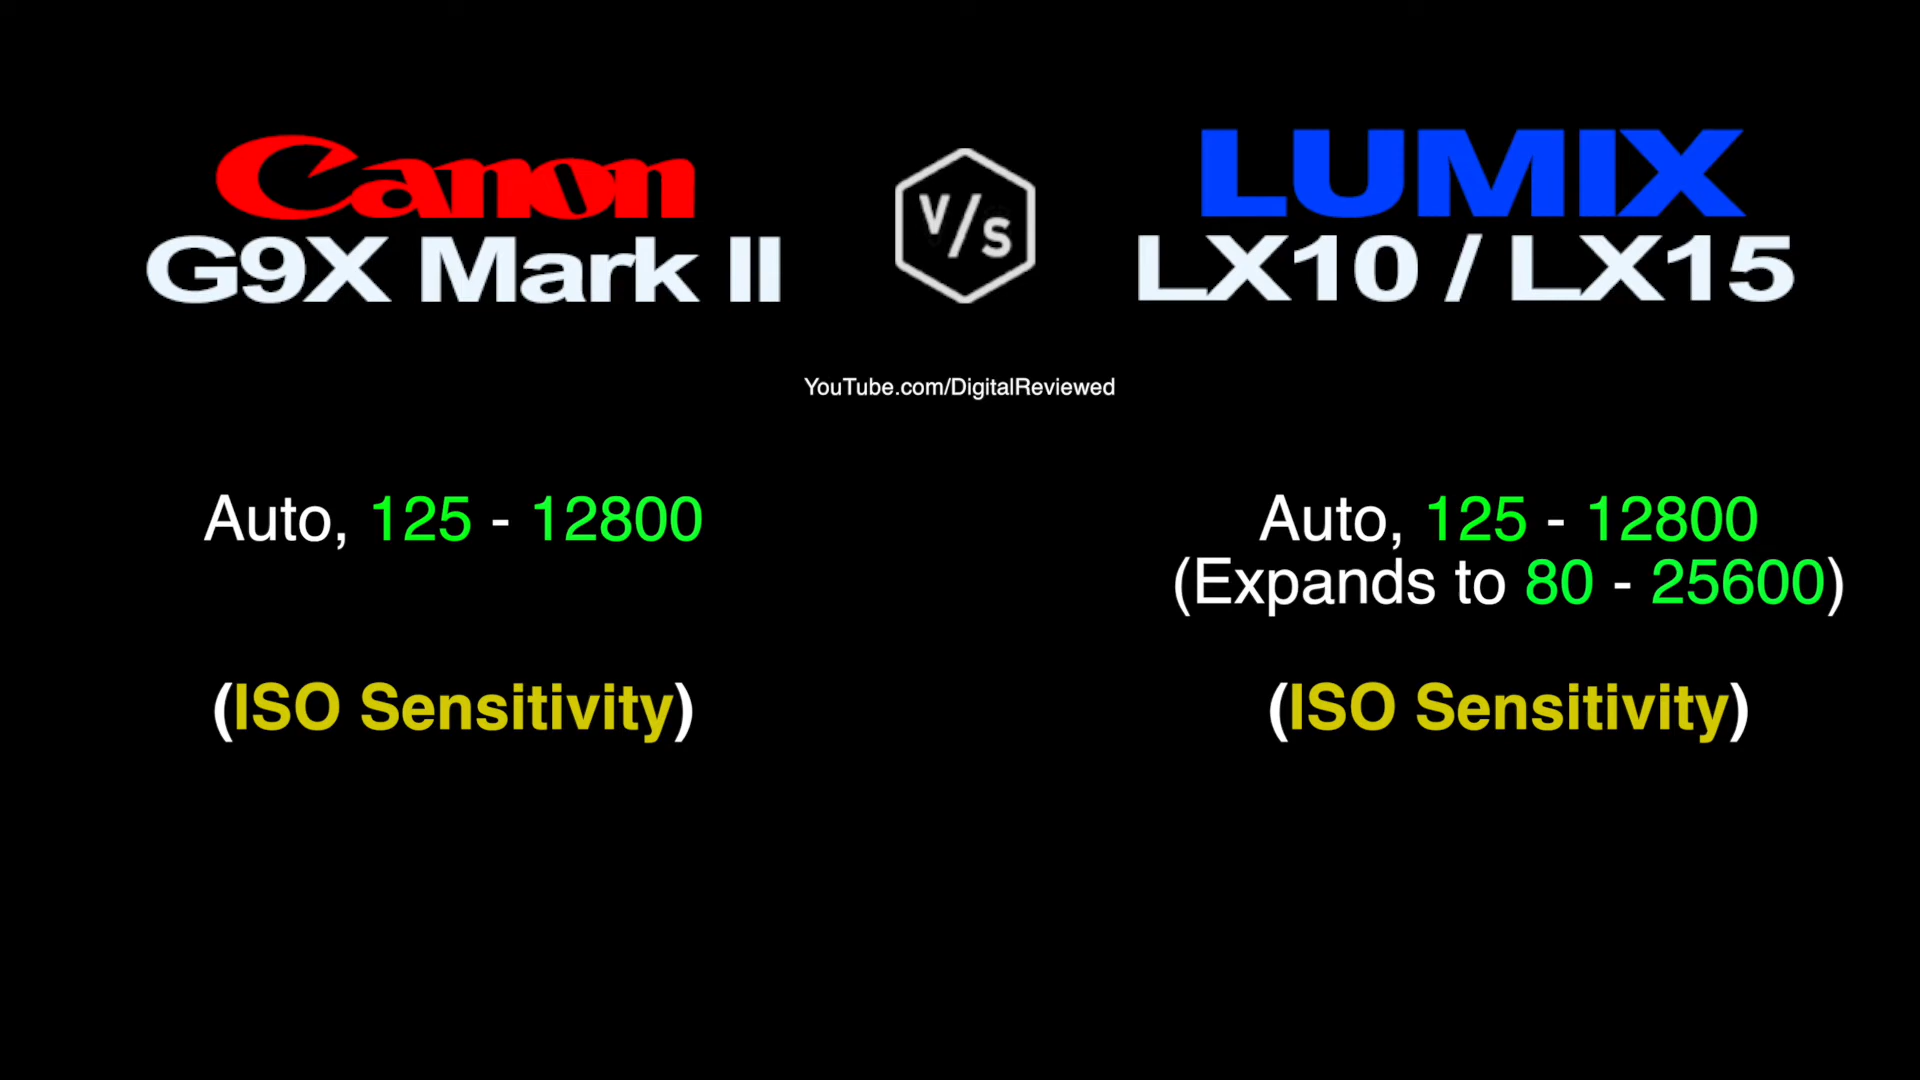 Canon
G9X Mark II
V/S
LUMIX
LX10 / LX15
YouTube.com/DigitalReviewed
Auto, 125 - 12800
(ISO Sensitivity)
Auto, 125 - 12800
(Expands to 80 - 25600)
(ISO Sensitivity)